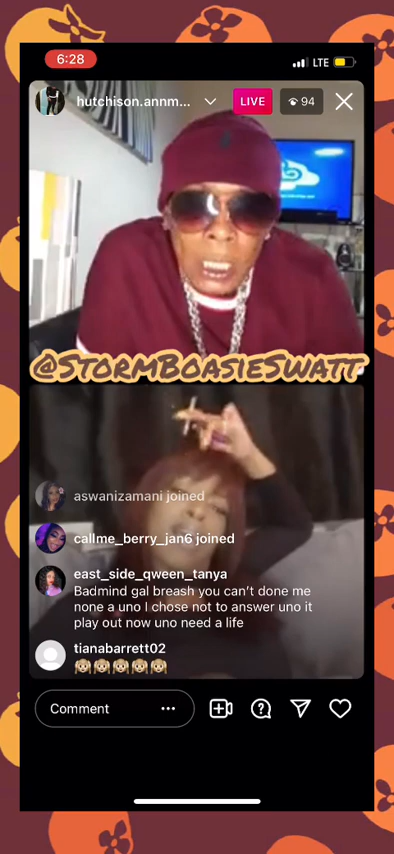 6:28
LTE
hutchison.annm...
LIVE
94
@StormBoasieSwatt
aswanizamani joined
callme_berry_jan6 joined
east_side_qween_tanya
Badmind gal breash you can't done me
none a uno I chose not to answer uno it
play out now uno need a life
tianabarrett02
Comment